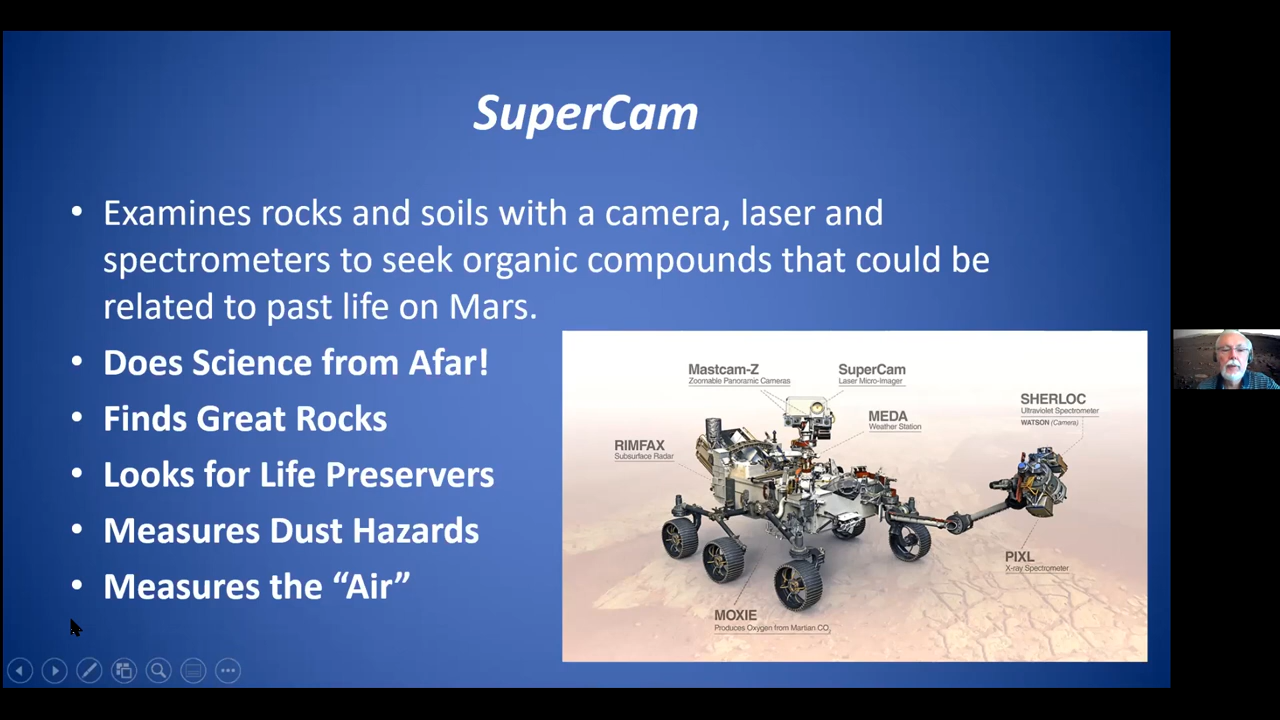 SuperCam
• Examines rocks and soils with a camera, laser and
spectrometers to seek organic compounds that could be
related to past life on Mars.
• Does Science from Afar!
• Finds Great Rocks
• Looks for Life Preservers
• Measures Dust Hazards
• Measures the “Air”
Mastcam-Z
Zoomable Panoramic Cameras
SuperCam
Laser Micro-Imager
MEDA
Weather Station
SHERLOC
Ultraviolet Spectrometer
WATSON (Camera)
RIMFAX
Subsurface Radar
PIXL
X-ray Spectrometer
MOXIE
Produces Oxygen from Martian CO₂